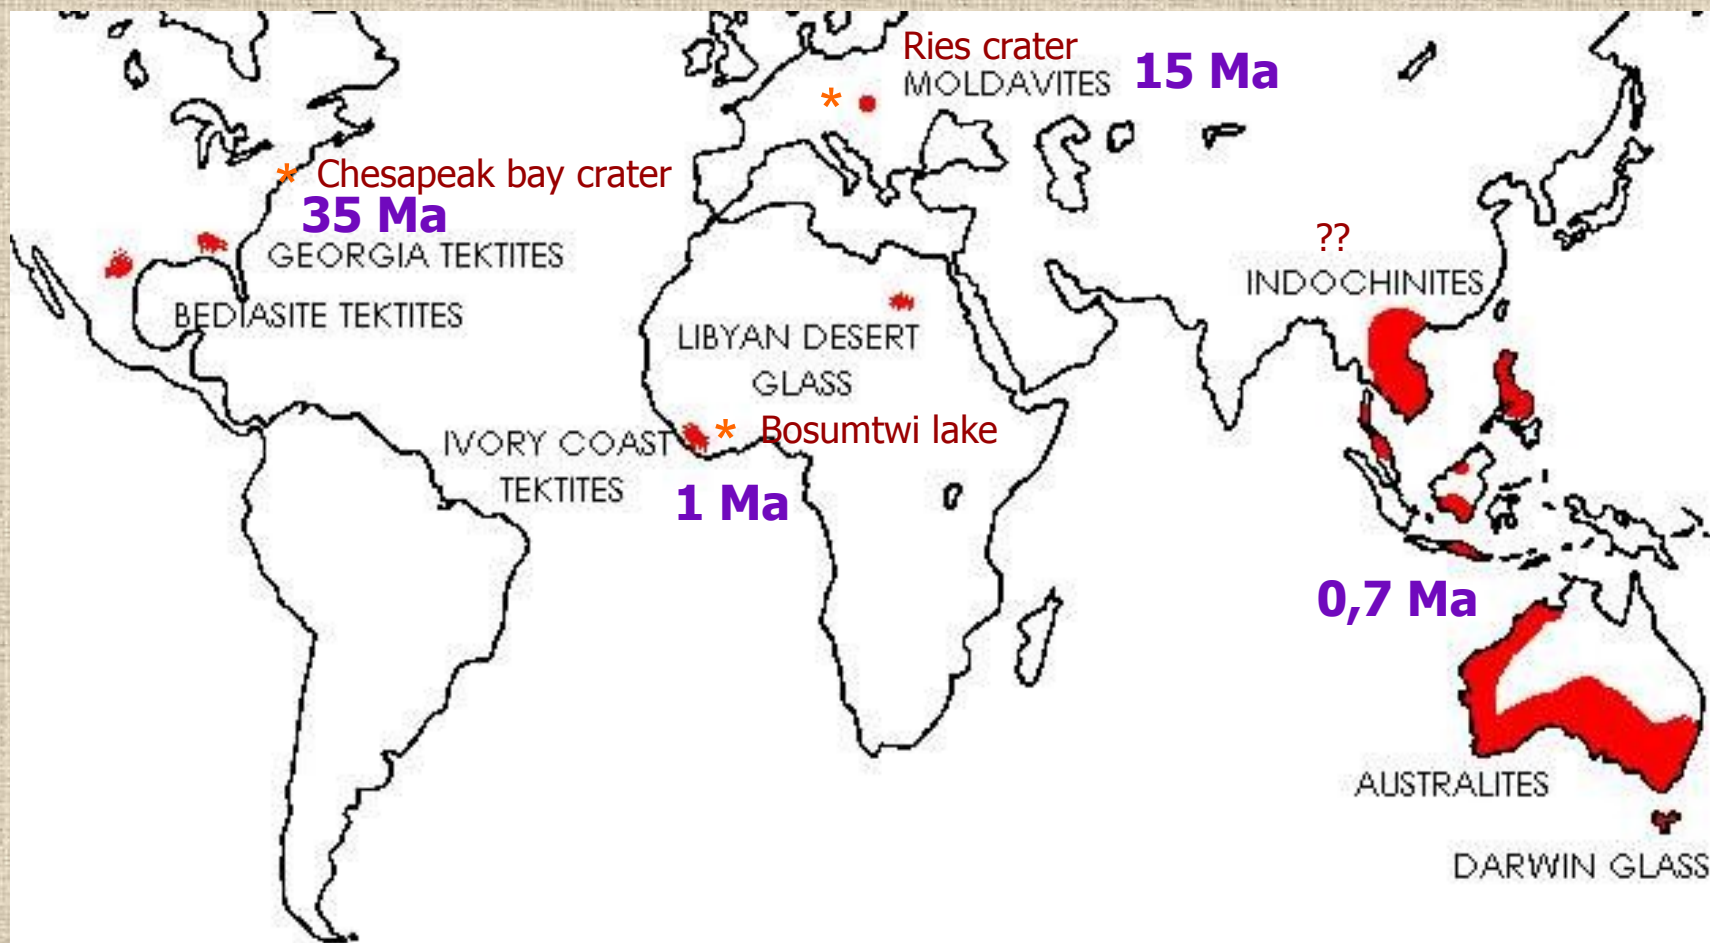 Ries crater
MOLDAVITES
15 Ma
*
* Chesapeak bay crater
35 Ma
GEORGIA TEKTITES
BEDIASITE TEKTITES
??
INDOCHINITES
LIBYAN DESERT
GLASS
IVORY COAST
TEKTITES
* Bosumtwi lake
1 Ma
0,7 Ma
AUSTRALITES
DARWIN GLASS